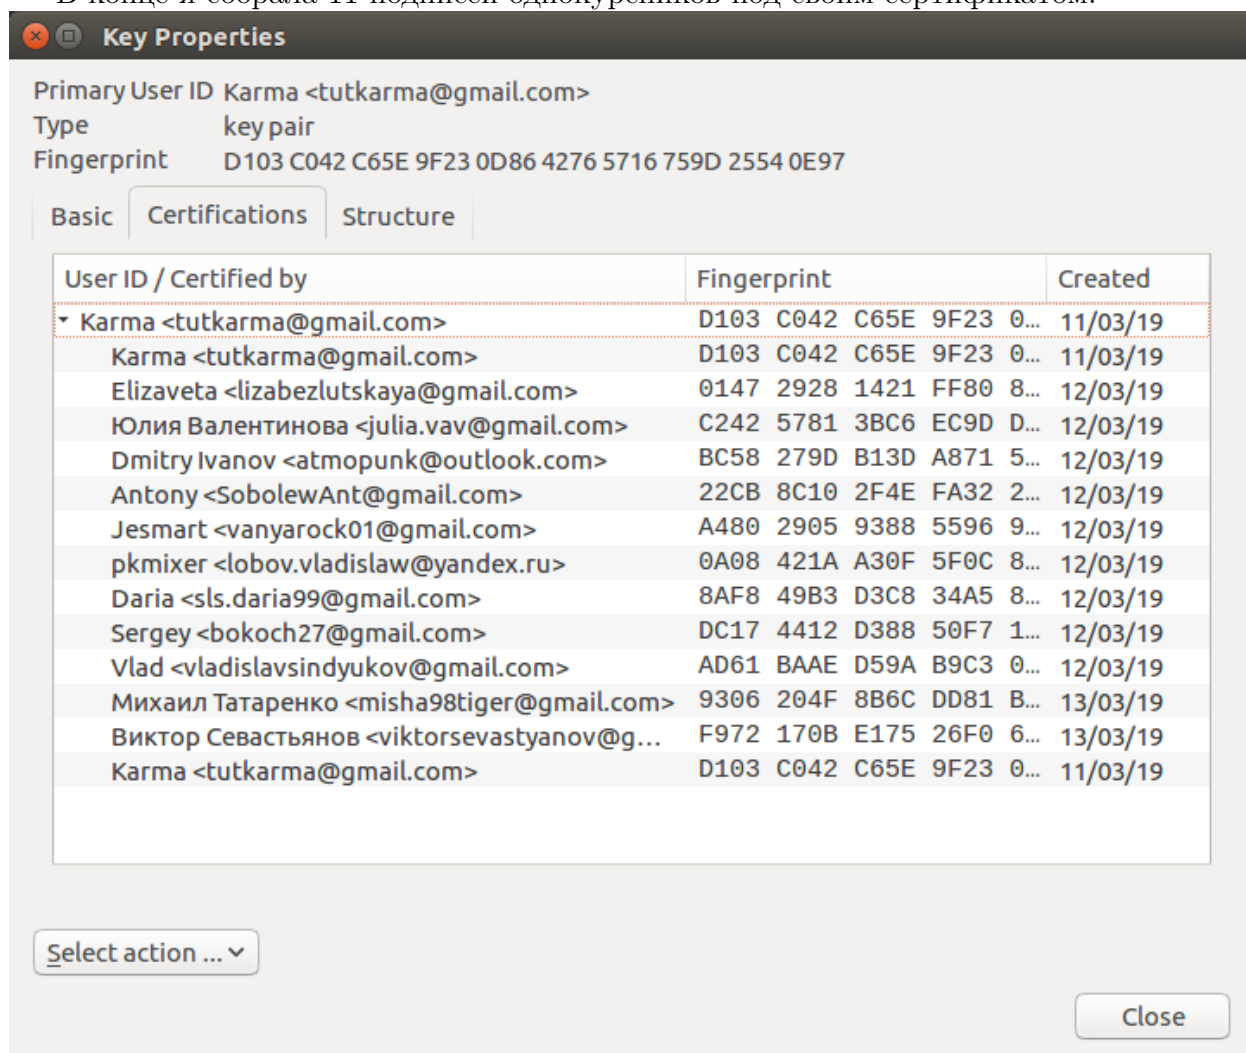 В конце я собрала 11 подписей однокурсников под своим сертификатом.
Key Properties
Primary User ID Karma <tutkarma@gmail.com>
Type key pair
Fingerprint D103 C042 C65E 9F23 0D86 4276 5716 759D 2554 0E97
Basic Certifications Structure
User ID / Certified by Fingerprint Created
Karma <tutkarma@gmail.com> D103 C042 C65E 9F23 0... 11/03/19
Karma <tutkarma@gmail.com> D103 C042 C65E 9F23 0... 11/03/19
Elizaveta <lizabezlutskaya@gmail.com> 0147 2928 1421 FF80 8... 12/03/19
Юлия Валентинова <julia.vav@gmail.com> C242 5781 3BC6 EC9D D... 12/03/19
Dmitry Ivanov <atmopunk@outlook.com> BC58 279D B13D A871 5... 12/03/19
Antony <SobolewAnt@gmail.com> 22CB 8C10 2F4E FA32 2... 12/03/19
Jesmart <vanyarock01@gmail.com> A480 2905 9388 5596 9... 12/03/19
pkmixer <lobov.vladislaw@yandex.ru> 0A08 421A A30F 5F0C 8... 12/03/19
Daria <sls.daria99@gmail.com> 8AF8 49B3 D3C8 34A5 8... 12/03/19
Sergey <bokoch27@gmail.com> DC17 4412 D388 50F7 1... 12/03/19
Vlad <vladislavsindyukov@gmail.com> AD61 BAAE D59A B9C3 0... 12/03/19
Михаил Татаренко <misha98tiger@gmail.com> 9306 204F 8B6C DD81 B... 13/03/19
Виктор Севастьянов <viktorsevastyanov@g... F972 170B E175 26F0 6... 13/03/19
Karma <tutkarma@gmail.com> D103 C042 C65E 9F23 0... 11/03/19
Select action ...
Close